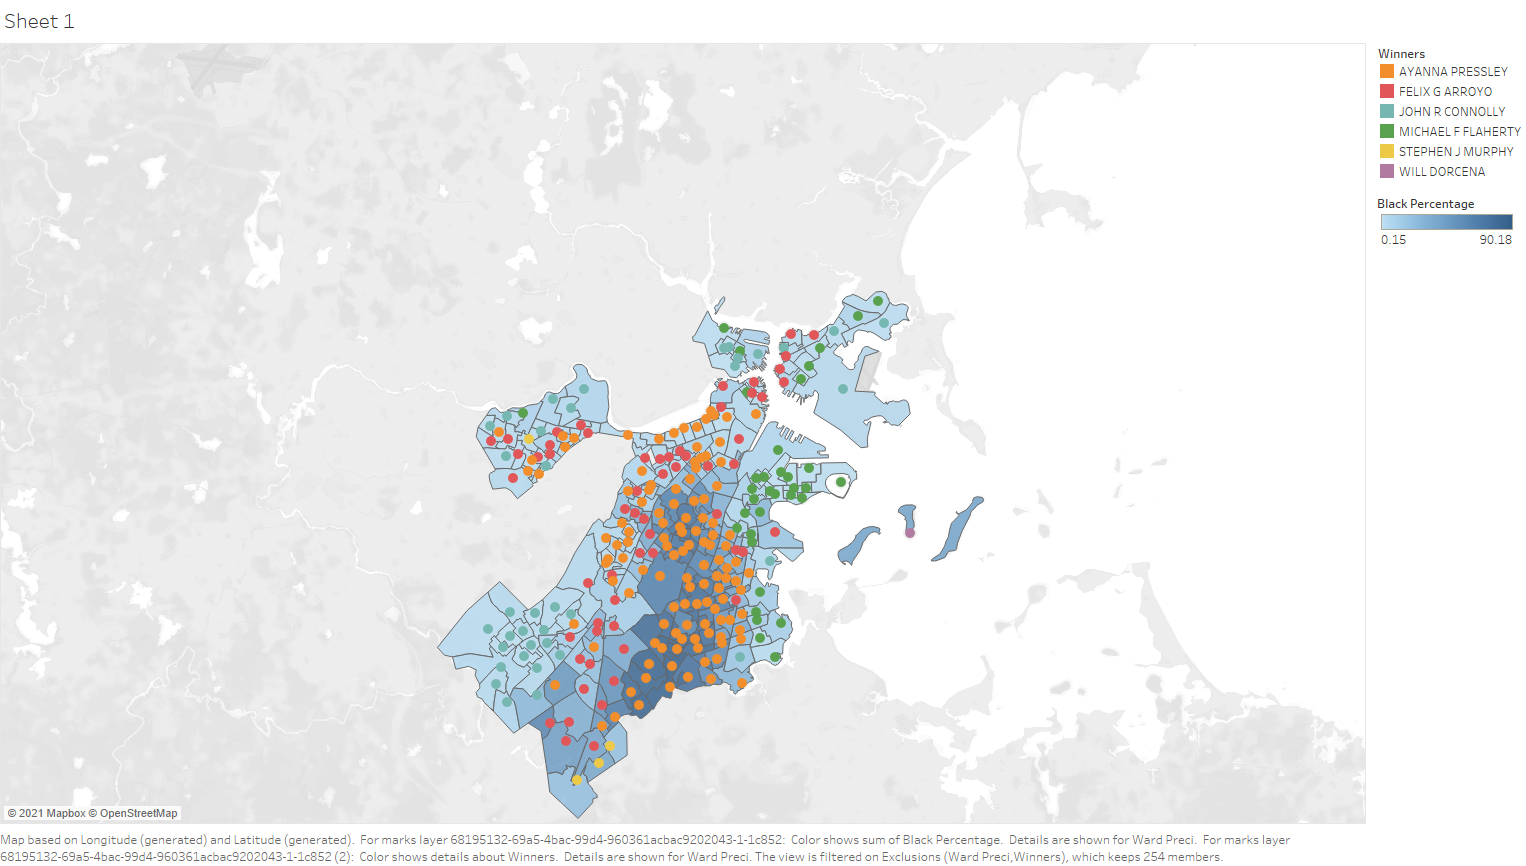 Sheet 1
Winners
AYANNA PRESSLEY
FELIX G ARROYO
JOHN R CONNOLLY
MICHAEL F FLAHERTY
STEPHEN J MURPHY
WILL DORCENA
Black Percentage
0.15 90.18
© 2021 Mapbox © OpenStreetMap
Map based on Longitude (generated) and Latitude (generated).  For marks layer 68195132-69a5-4bac-99d4-960361acbac9202043-1-1c852:  Color shows sum of Black Percentage.  Details are shown for Ward Preci.  For marks layer
68195132-69a5-4bac-99d4-960361acbac9202043-1-1c852 (2):  Color shows details about Winners.  Details are shown for Ward Preci. The view is filtered on Exclusions (Ward Preci,Winners), which keeps 254 members.